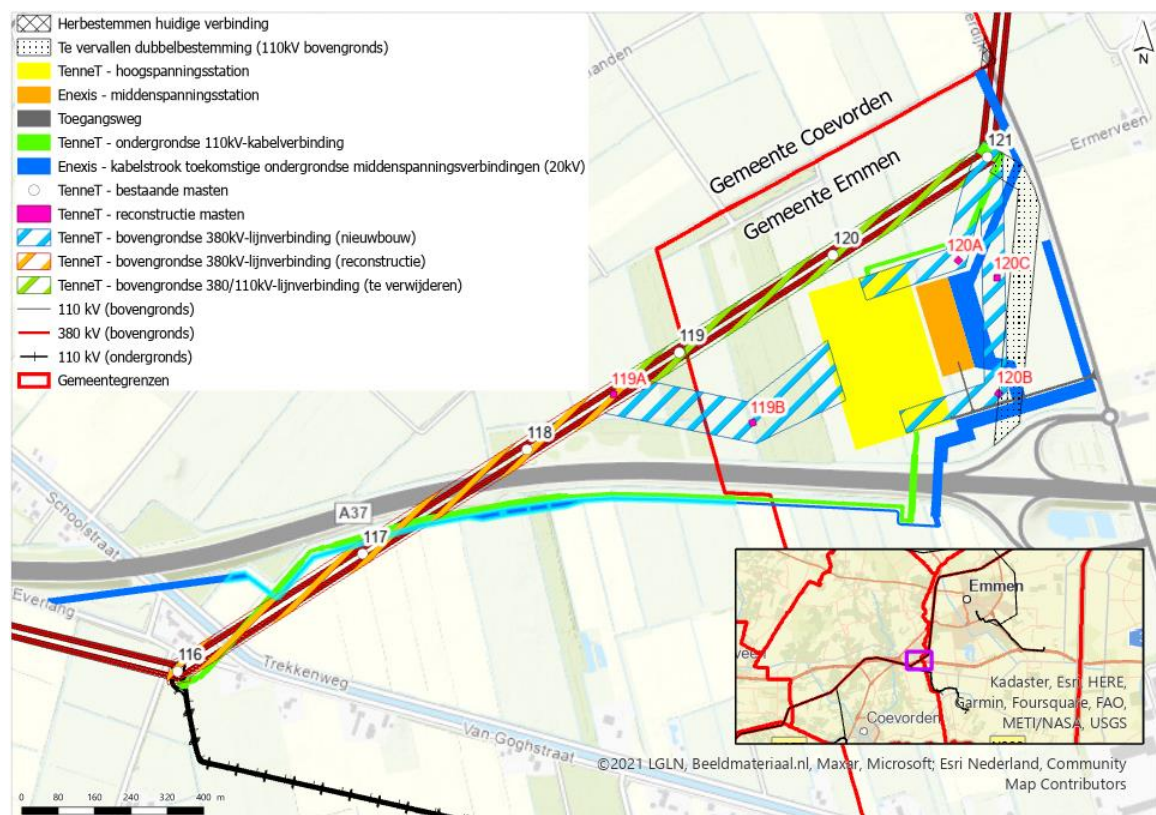 Herbestemmen huidige verbinding
Te vervallen dubbelbestemming (110kV bovengronds)
TenneT - hoogspanningsstation
Enexis - middenspanningsstation
Toegangsweg
TenneT - ondergrondse 110kV-kabelverbinding
Enexis - kabelstrook toekomstige ondergrondse middenspanningsverbindingen (20kV)
TenneT - bestaande masten
TenneT - reconstructie masten
TenneT - bovengrondse 380kV-lijnverbinding (nieuwbouw)
TenneT - bovengrondse 380kV-lijnverbinding (reconstructie)
TenneT - bovengrondse 380/110kV-lijnverbinding (te verwijderen)
110 kV (bovengronds)
380 kV (bovengronds)
110 kV (ondergronds)
Gemeentegrenzen
N
Ermerveen
Gemeente Coevorden
Gemeente Emmen
121
120
120A
120C
119
119A
119B
120B
118
A37
117
Schoolstraat
Everlang
116
Trekkenweg
Van Goghstraat
Emmen
Coevorden
Kadaster, Esri, HERE,
Garmin, Foursquare, FAO,
METI/NASA, USGS
©2021 LGLN, Beeldmateriaal.nl, Maxar, Microsoft; Esri Nederland, Community
Map Contributors
0 80 160 240 320 400 m